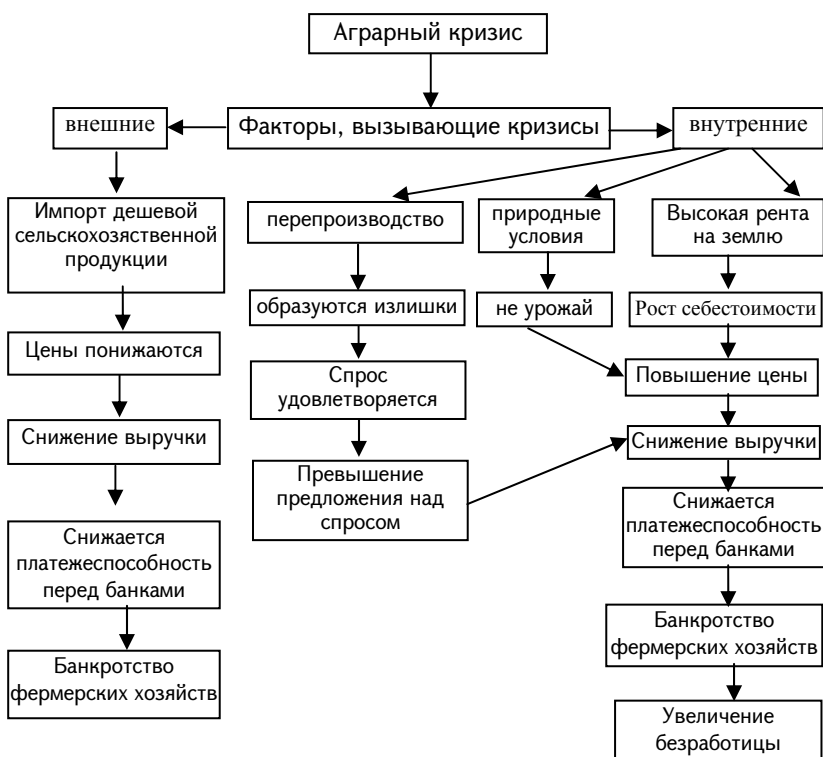 Аграрный кризис
внешние
Факторы, вызывающие кризисы
внутренние
Импорт дешевой
сельскохозяственной
продукции
перепроизводство
природные
условия
Высокая рента
на землю
образуются излишки
не урожай
Рост себестоимости
Цены понижаются
Спрос
удовлетворяется
Повышение цены
Снижение выручки
Превышение
предложения над
спросом
Снижение выручки
Снижается
платежеспособность
перед банками
Снижается
платежеспособность
перед банками
Банкротство
фермерских хозяйств
Банкротство
фермерских хозяйств
Увеличение
безработицы